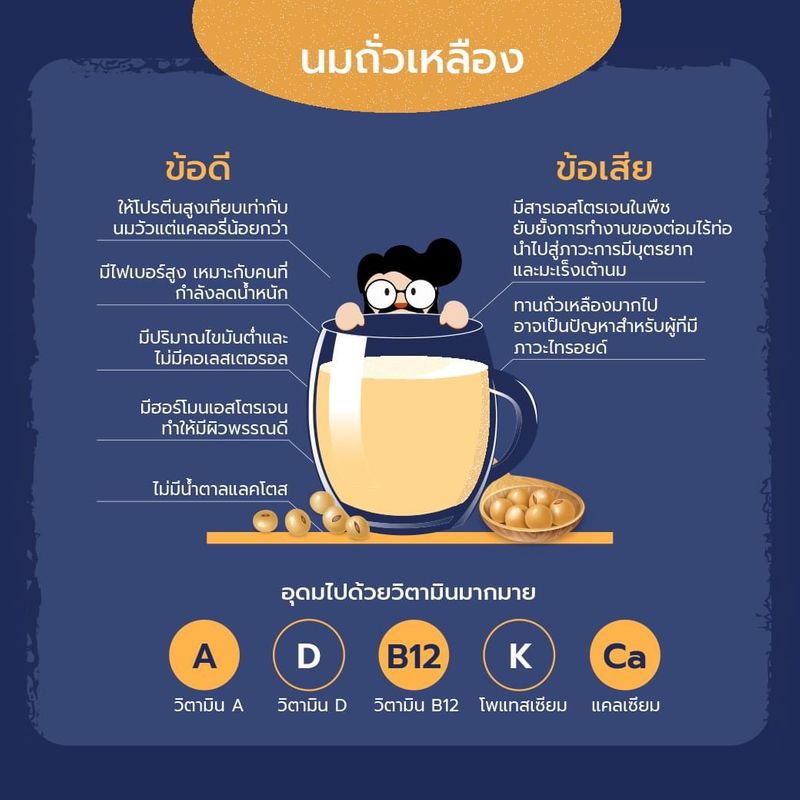 นมถั่วเหลือง
ข้อดี
ให้โปรตีนสูงเทียบเท่ากับ
นมวัวแต่แคลอรี่น้อยกว่า
มีไฟเบอร์สูง เหมาะกับคนที่
กำลังลดน้ำหนัก
มีปริมาณไขมันต่ำและ
ไม่มีคอเลสเตอรอล
มีฮอร์โมนเอสโตรเจน
ทำให้มีผิวพรรณดี
ไม่มีน้ำตาลแลคโตส
ข้อเสีย
มีสารเอสโตรเจนในพืช
ยับยั้งการทำงานของต่อมไร้ท่อ
นำไปสู่ภาวะการมีบุตรยาก
และมะเร็งเต้านม
ทานถั่วเหลืองมากไป
อาจเป็นปัญหาสำหรับผู้ที่มี
ภาวะไทรอยด์
อุดมไปด้วยวิตามินมากมาย
A
D
B12
K
Ca
วิตามิน A
วิตามิน D
วิตามิน B12
โพแทสเซียม
แคลเซียม